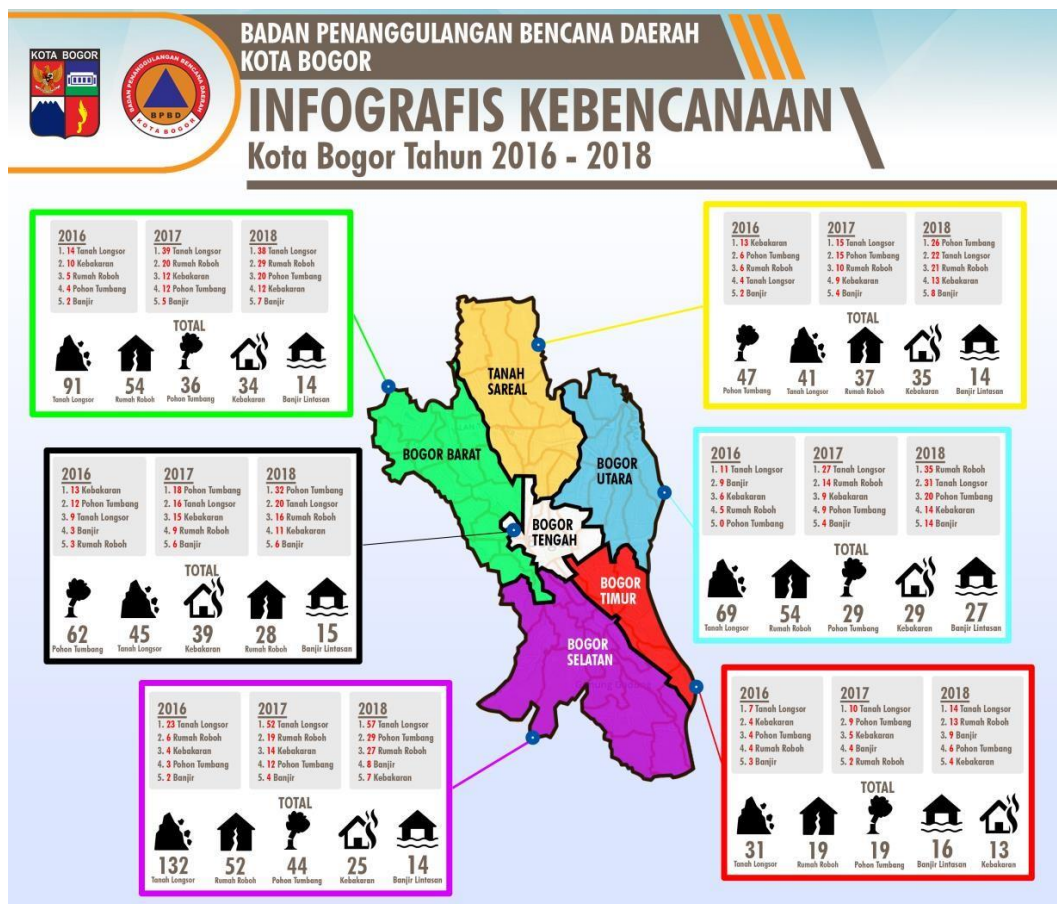 KOTA BOGOR
BADAN PENANGGULANGAN BENCANA DAERAH
BPBD
KOTA BOGOR
BADAN PENANGGULANGAN BENCANA DAERAH
KOTA BOGOR
INFOGRAFIS KEBENCANAAN
Kota Bogor Tahun 2016 - 2018
2016
1. 14 Tanah Longsor
2. 10 Kebakaran
3. 5 Rumah Roboh
4. 4 Pohon Tumbang
5. 2 Banjir
2017
1. 39 Tanah Longsor
2. 20 Rumah Roboh
3. 12 Kebakaran
4. 12 Pohon Tumbang
5. 5 Banjir
2018
1. 38 Tanah Longsor
2. 29 Rumah Roboh
3. 20 Pohon Tumbang
4. 12 Kebakaran
5. 7 Banjir
TOTAL
91 54 36 34 14
Tanah Longsor Rumah Roboh Pohon Tumbang Kebakaran Banjir Lintasan
2016
1. 13 Kebakaran
2. 6 Pohon Tumbang
3. 6 Rumah Roboh
4. 4 Tanah Longsor
5. 2 Banjir
2017
1. 15 Tanah Longsor
2. 15 Pohon Tumbang
3. 10 Rumah Roboh
4. 9 Kebakaran
5. 4 Banjir
2018
1. 26 Pohon Tumbang
2. 22 Tanah Longsor
3. 21 Rumah Roboh
4. 13 Kebakaran
5. 8 Banjir
TOTAL
47 41 37 35 14
Pohon Tumbang Tanah Longsor Rumah Roboh Kebakaran Banjir Lintasan
TANAH
SAREAL
BOGOR BARAT
BOGOR
UTARA
BOGOR
TENGAH
BOGOR
TIMUR
BOGOR
SELATAN
2016
1. 13 Kebakaran
2. 12 Pohon Tumbang
3. 9 Tanah Longsor
4. 3 Banjir
5. 3 Rumah Roboh
2017
1. 18 Pohon Tumbang
2. 16 Tanah Longsor
3. 15 Kebakaran
4. 9 Rumah Roboh
5. 6 Banjir
2018
1. 32 Pohon Tumbang
2. 20 Tanah Longsor
3. 16 Rumah Roboh
4. 11 Kebakaran
5. 6 Banjir
TOTAL
62 45 39 28 15
Pohon Tumbang Tanah Longsor Kebakaran Rumah Roboh Banjir Lintasan
2016
1. 11 Tanah Longsor
2. 9 Banjir
3. 6 Kebakaran
4. 5 Rumah Roboh
5. 0 Pohon Tumbang
2017
1. 27 Tanah Longsor
2. 14 Rumah Roboh
3. 9 Kebakaran
4. 9 Pohon Tumbang
5. 4 Banjir
2018
1. 35 Rumah Roboh
2. 31 Tanah Longsor
3. 20 Pohon Tumbang
4. 14 Kebakaran
5. 14 Banjir
TOTAL
69 54 29 29 27
Tanah Longsor Rumah Roboh Pohon Tumbang Kebakaran Banjir Lintasan
2016
1. 23 Tanah Longsor
2. 6 Rumah Roboh
3. 4 Kebakaran
4. 3 Pohon Tumbang
5. 2 Banjir
2017
1. 52 Tanah Longsor
2. 19 Rumah Roboh
3. 14 Kebakaran
4. 12 Pohon Tumbang
5. 4 Banjir
2018
1. 57 Tanah Longsor
2. 29 Pohon Tumbang
3. 27 Rumah Roboh
4. 8 Banjir
5. 7 Kebakaran
TOTAL
132 52 44 25 14
Tanah Longsor Rumah Roboh Pohon Tumbang Kebakaran Banjir Lintasan
2016
1. 7 Tanah Longsor
2. 4 Kebakaran
3. 4 Pohon Tumbang
4. 4 Rumah Roboh
5. 3 Banjir
2017
1. 10 Tanah Longsor
2. 9 Pohon Tumbang
3. 5 Kebakaran
4. 4 Banjir
5. 2 Rumah Roboh
2018
1. 14 Tanah Longsor
2. 13 Rumah Roboh
3. 9 Banjir
4. 6 Pohon Tumbang
5. 4 Kebakaran
TOTAL
31 19 19 16 13
Tanah Longsor Rumah Roboh Pohon Tumbang Banjir Lintasan Kebakaran